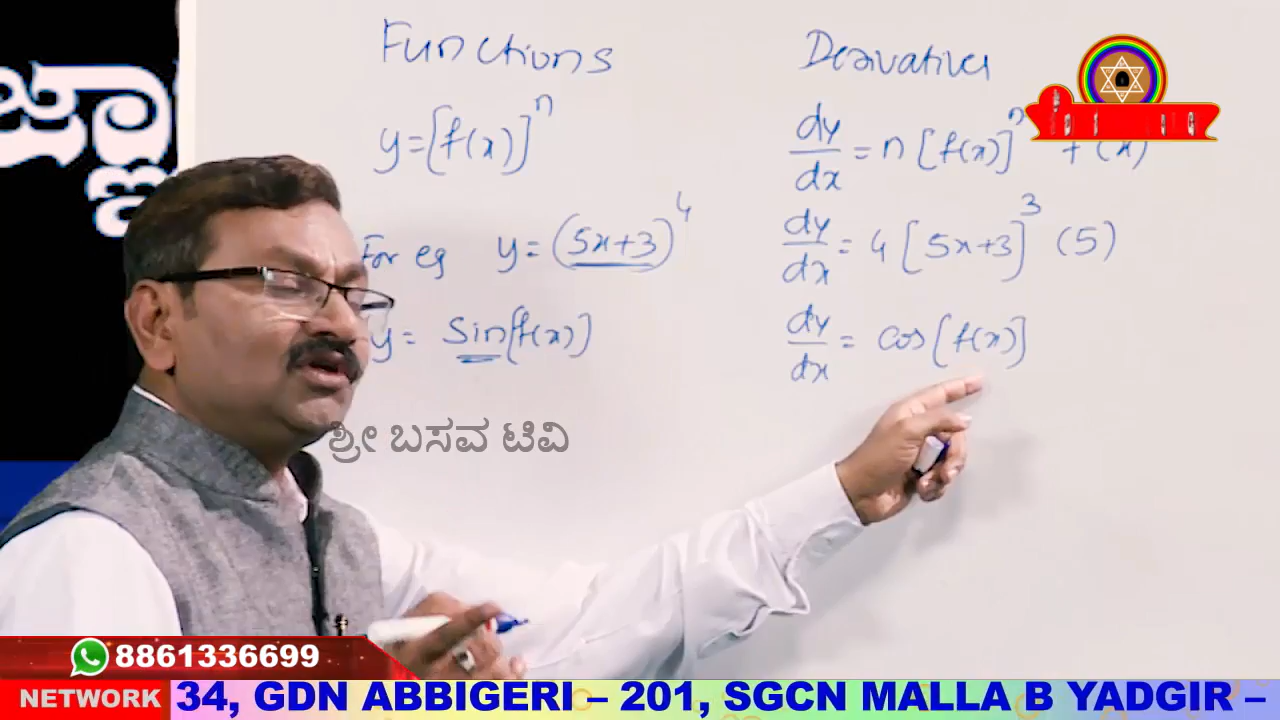 ಜ್ಞಾ
Functions
Derivatives
y=[f(x)]ⁿ
dy/dx = n[f(x)]ⁿ f'(x)
For eg y=(5x+3)⁴
dy/dx = 4[5x+3]³ (5)
y= Sin[f(x)]
dy/dx = cos[f(x)]
ಶ್ರೀ ಬಸವ ಟಿವಿ
8861336699
NETWORK 34, GDN ABBIGERI – 201, SGCN MALLA B YADGIR –